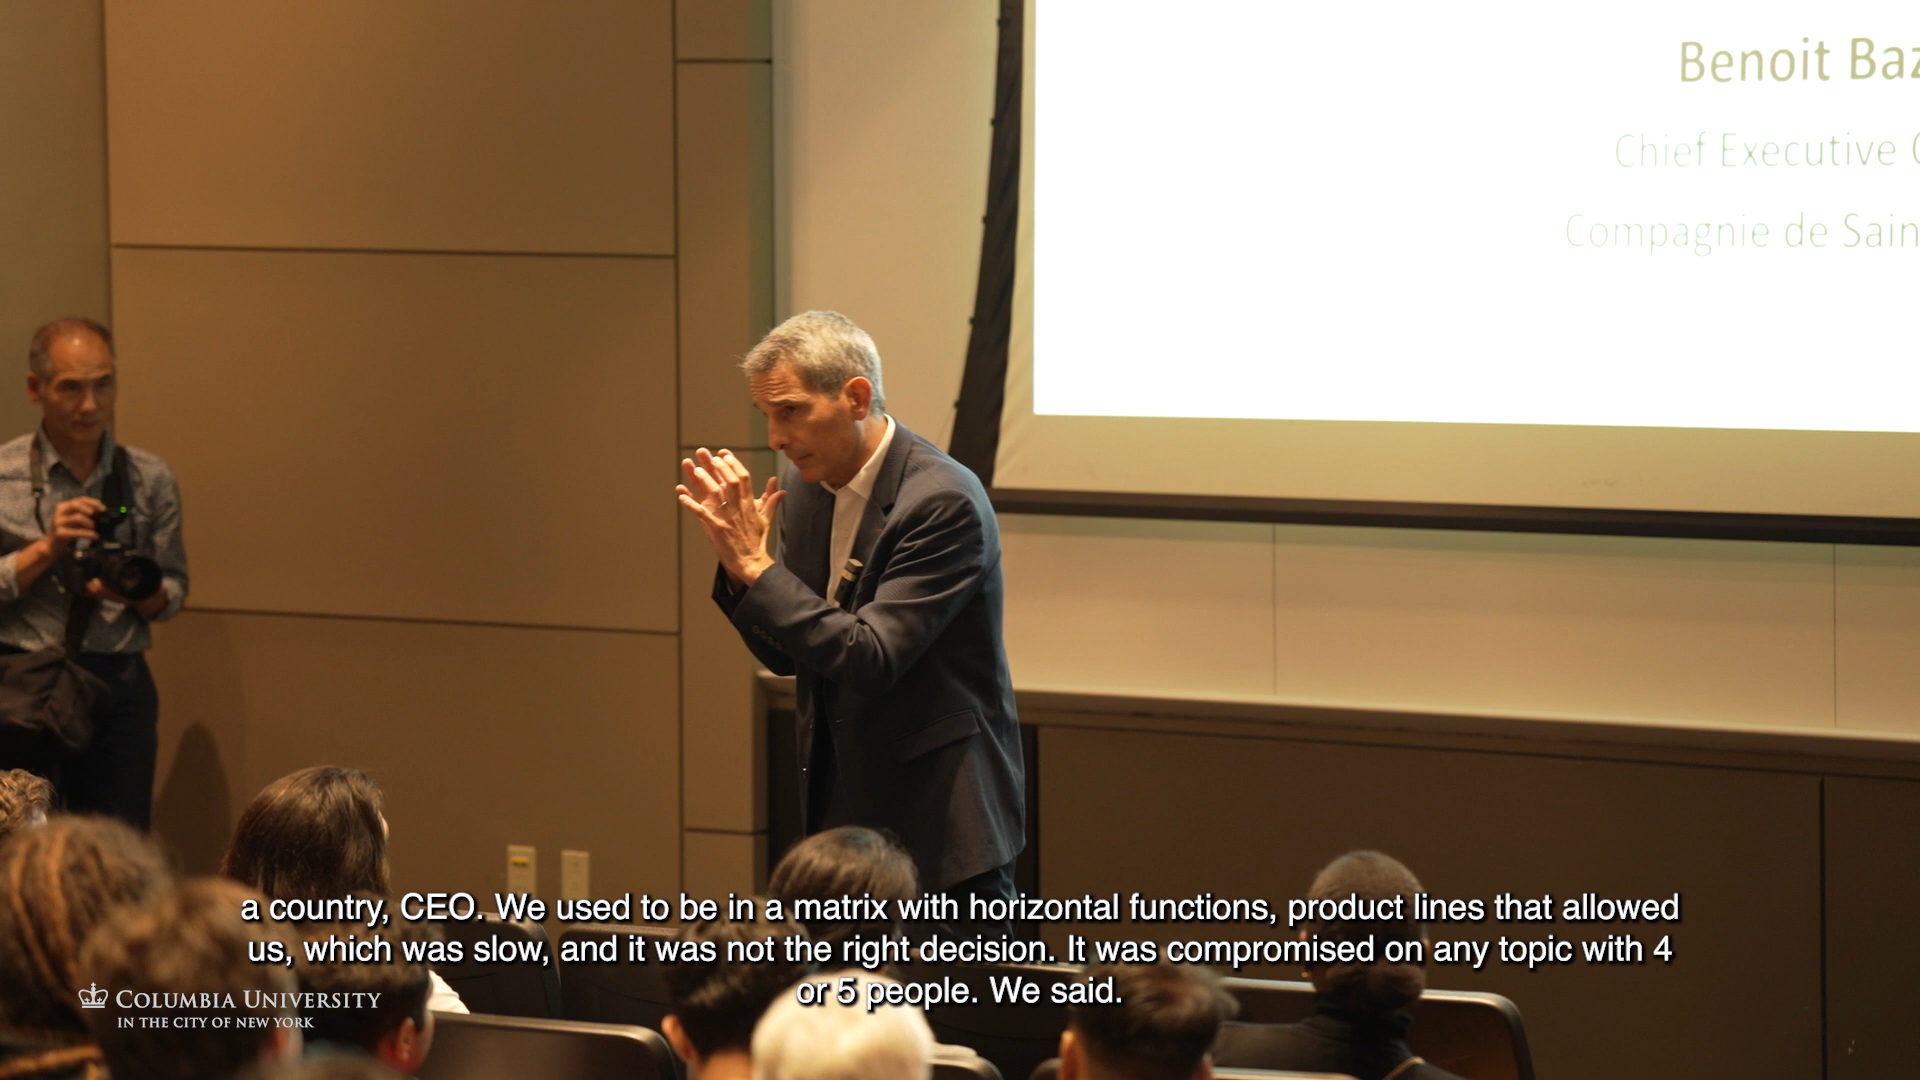 Benoit Baz
Chief Executive
Compagnie de Sain
a country, CEO. We used to be in a matrix with horizontal functions, product lines that allowed
us, which was slow, and it was not the right decision. It was compromised on any topic with 4
or 5 people. We said.
COLUMBIA UNIVERSITY
IN THE CITY OF NEW YORK